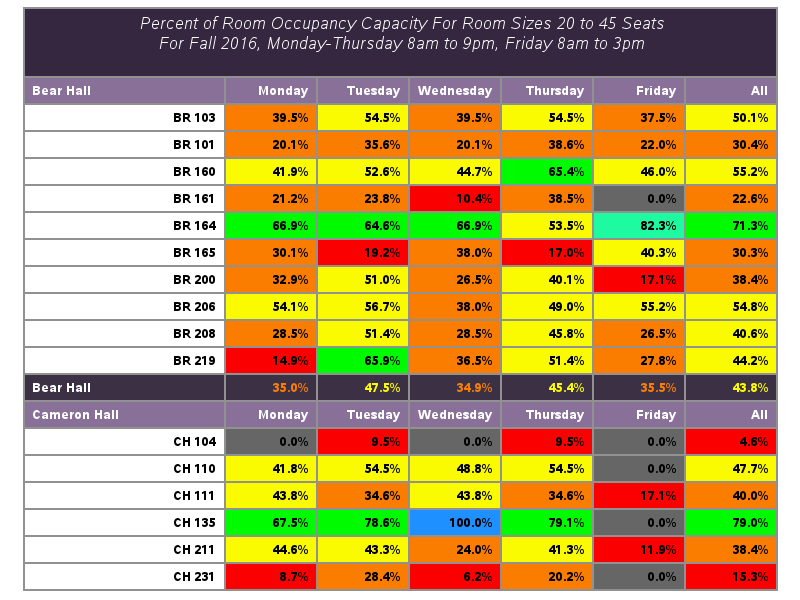 Percent of Room Occupancy Capacity For Room Sizes 20 to 45 Seats
For Fall 2016, Monday-Thursday 8am to 9pm, Friday 8am to 3pm
Bear Hall Monday Tuesday Wednesday Thursday Friday All
BR 103 39.5% 54.5% 39.5% 54.5% 37.5% 50.1%
BR 101 20.1% 35.6% 20.1% 38.6% 22.0% 30.4%
BR 160 41.9% 52.6% 44.7% 65.4% 46.0% 55.2%
BR 161 21.2% 23.8% 10.4% 38.5% 0.0% 22.6%
BR 164 66.9% 64.6% 66.9% 53.5% 82.3% 71.3%
BR 165 30.1% 19.2% 38.0% 17.0% 40.3% 30.3%
BR 200 32.9% 51.0% 26.5% 40.1% 17.1% 38.4%
BR 206 54.1% 56.7% 38.0% 49.0% 55.2% 54.8%
BR 208 28.5% 51.4% 28.5% 45.8% 26.5% 40.6%
BR 219 14.9% 65.9% 36.5% 51.4% 27.8% 44.2%
Bear Hall 35.0% 47.5% 34.9% 45.4% 35.5% 43.8%
Cameron Hall Monday Tuesday Wednesday Thursday Friday All
CH 104 0.0% 9.5% 0.0% 9.5% 0.0% 4.6%
CH 110 41.8% 54.5% 48.8% 54.5% 0.0% 47.7%
CH 111 43.8% 34.6% 43.8% 34.6% 17.1% 40.0%
CH 135 67.5% 78.6% 100.0% 79.1% 0.0% 79.0%
CH 211 44.6% 43.3% 24.0% 41.3% 11.9% 38.4%
CH 231 8.7% 28.4% 6.2% 20.2% 0.0% 15.3%